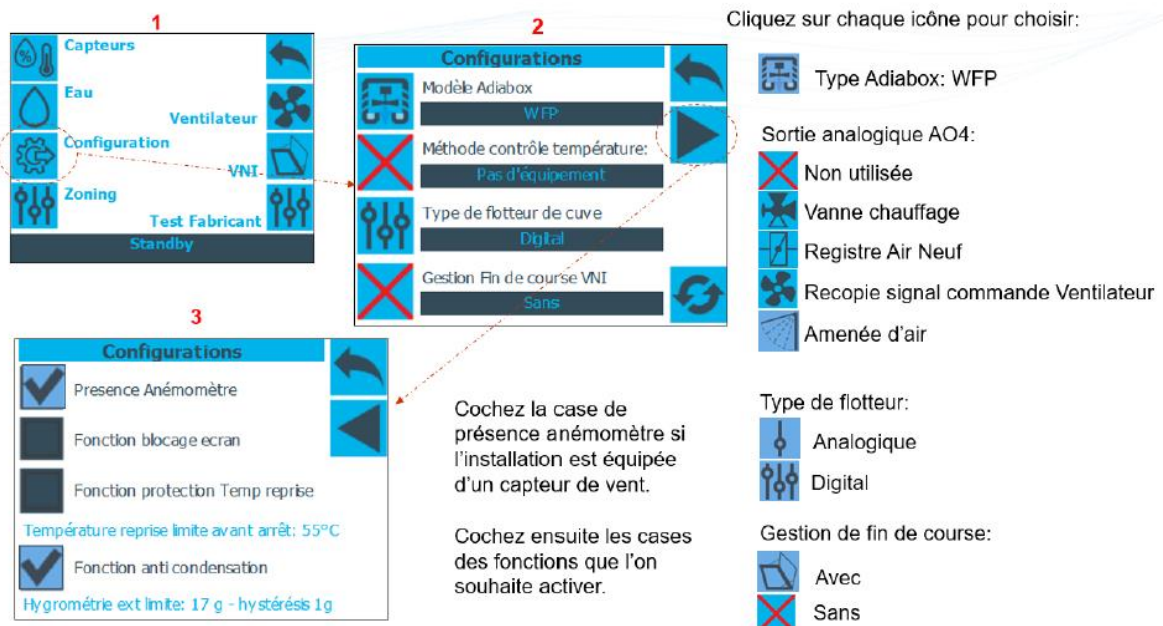 1
Capteurs
Eau
Ventilateur
Configuration
VNI
Zoning
Test Fabricant
Standby
2
Configurations
Modèle Adiabox
WFP
Méthode contrôle température:
Pas d'équipement
Type de flotteur de cuve
Digital
Gestion Fin de course VNI
Sans
3
Configurations
Presence Anémomètre
Fonction blocage ecran
Fonction protection Temp reprise
Température reprise limite avant arrêt: 55°C
Fonction anti condensation
Hygrométrie ext limite: 17 g - hystérésis 1g
Cochez la case de
présence anémomètre si
l'installation est équipée
d'un capteur de vent.
Cochez ensuite les cases
des fonctions que l'on
souhaite activer.
Cliquez sur chaque icône pour choisir:
Type Adiabox: WFP
Sortie analogique AO4:
Non utilisée
Vanne chauffage
Registre Air Neuf
Recopie signal commande Ventilateur
Amenée d'air
Type de flotteur:
Analogique
Digital
Gestion de fin de course:
Avec
Sans